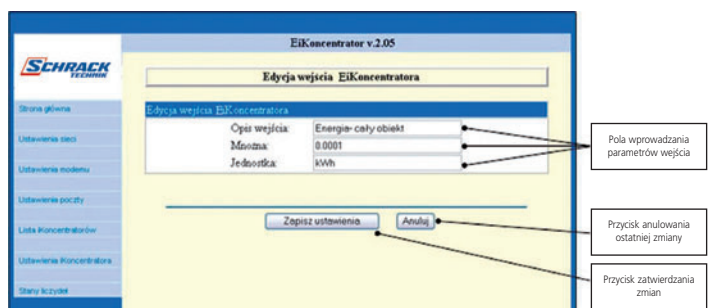 EiKoncentrator v.2.05
SCHRACK
TECHNIK
Edycja wejścia EiKoncentratora
Strona główna
Ustawienia sieci
Ustawienia modemu
Ustawienia poczty
Lista Koncentratorów
Ustawienia Koncentratora
Stany liczydeł
Edycja wejścia EiKoncentratora
Opis wejścia: Energia- cały obiekt
Mnożna: 0.0001
Jednostka: kWh
Zapisz ustawienia Anuluj
Pola wprowadzania
parametrów wejścia
Przycisk anulowania
ostatniej zmiany
Przycisk zatwierdzania
zmian